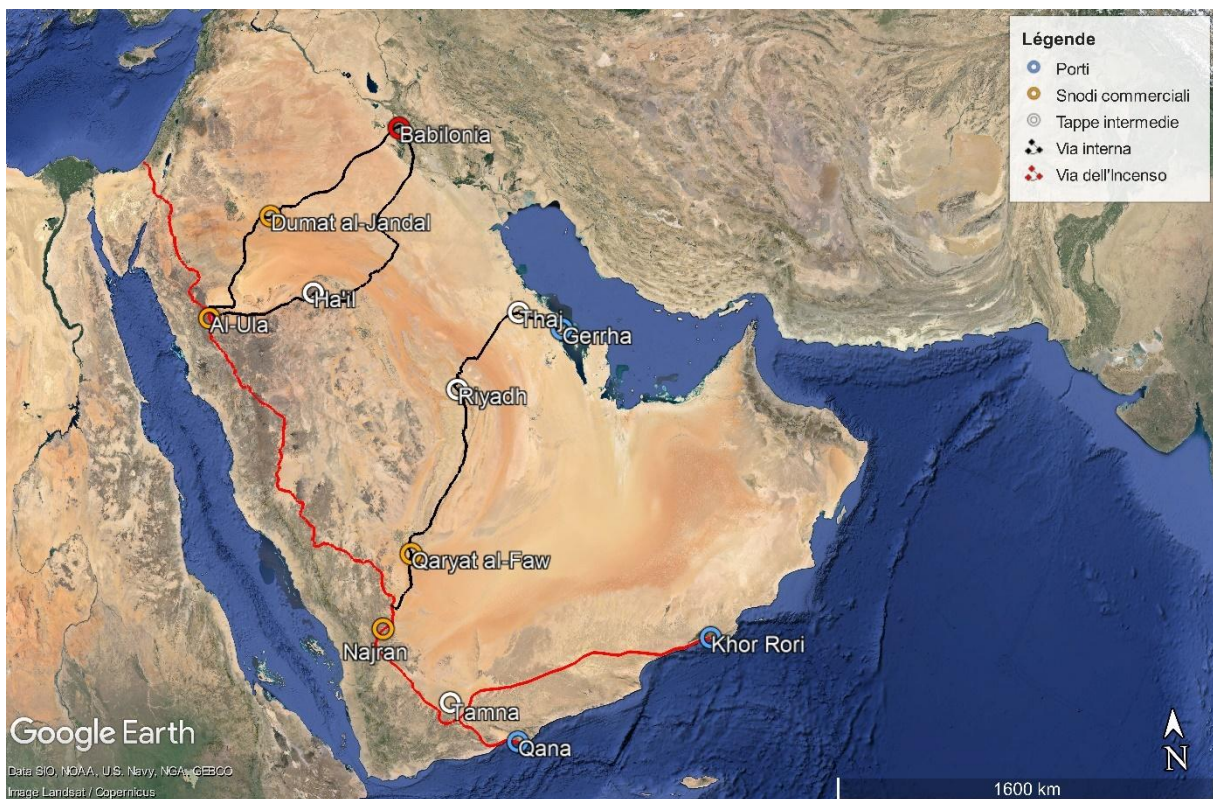 Légende
Porti
Snodi commerciali
Tappe intermedie
Via interna
Via dell'Incenso
Babilonia
Dumat al-Jandal
Ha'il
Al-Ula
Thaj
Gerrha
Riyadh
Qaryat al-Faw
Najran
Khor Rori
Tamna
Qana
Google Earth
Data SIO, NOAA, U.S. Navy, NGA, GEBCO
Image Landsat / Copernicus
N
1600 km